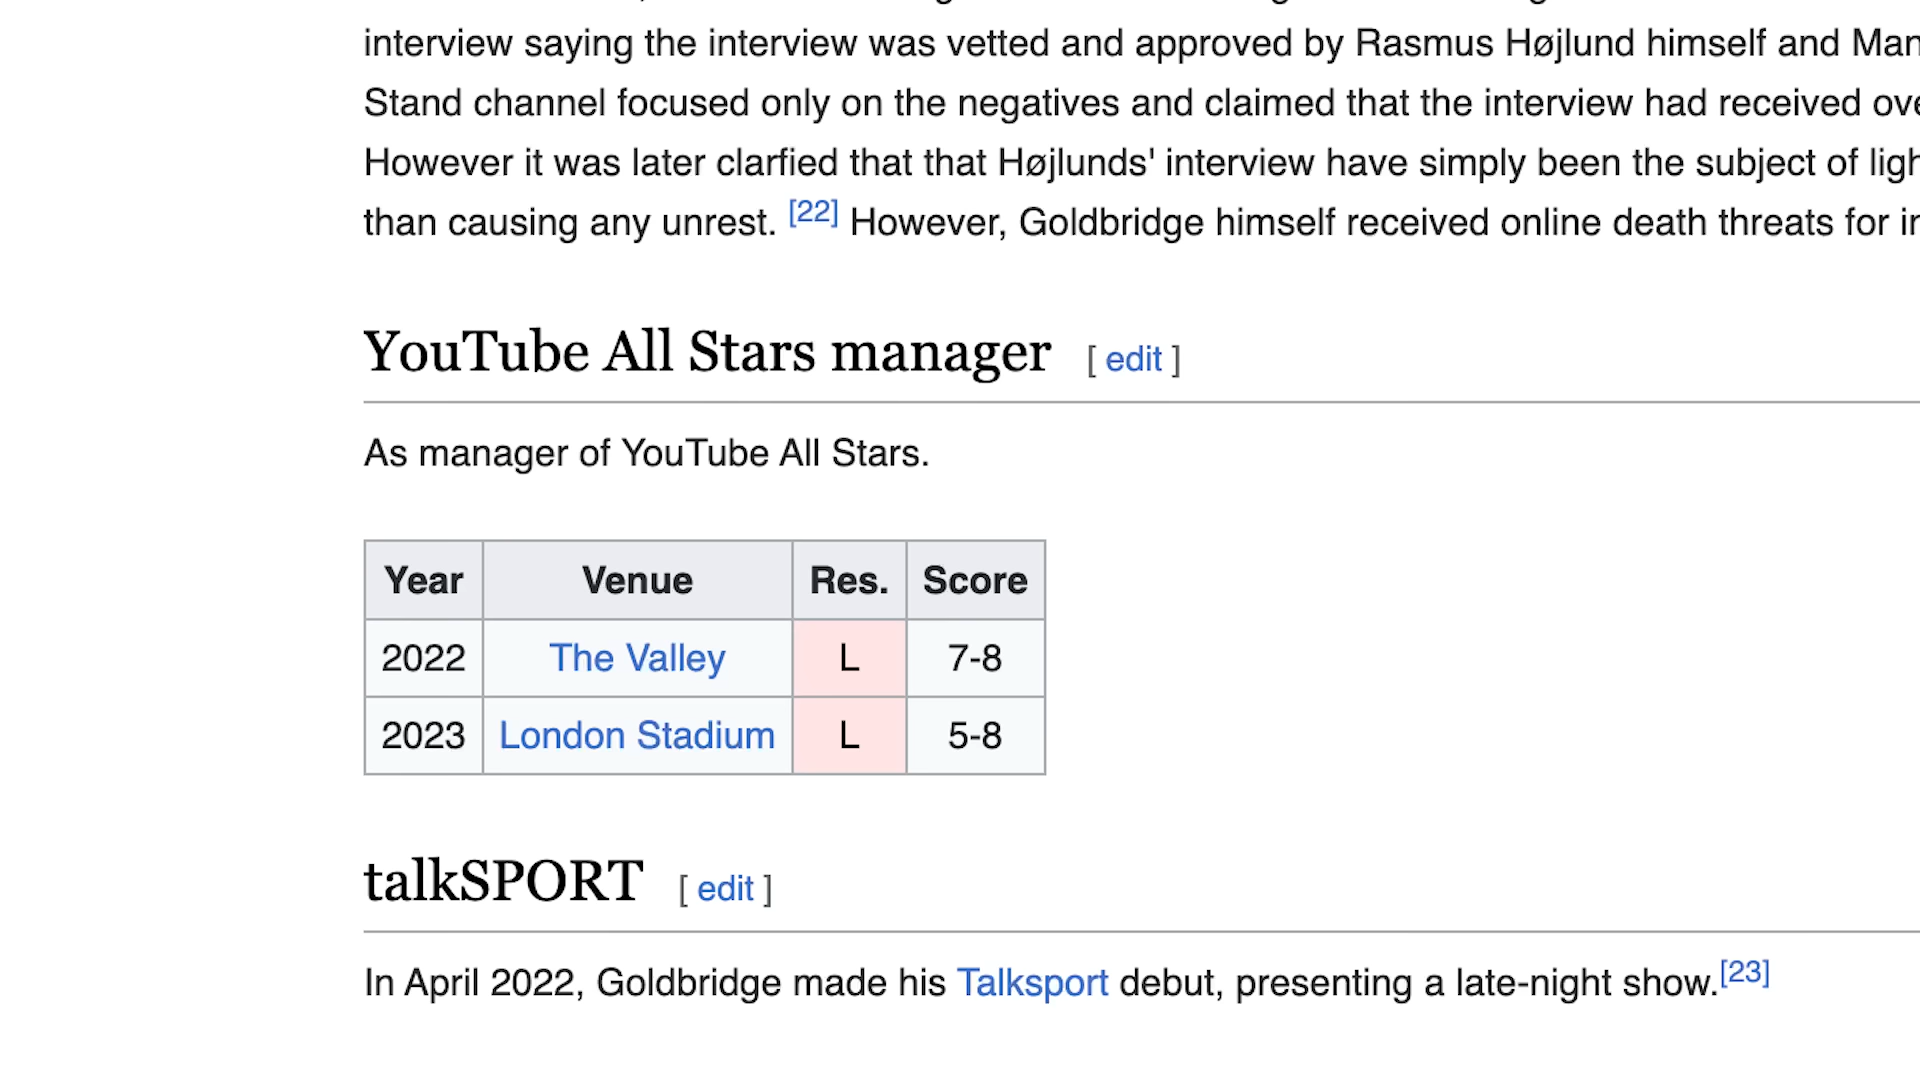 interview saying the interview was vetted and approved by Rasmus Højlund himself and Man
Stand channel focused only on the negatives and claimed that the interview had received
However it was later clarfied that that Højlunds' interview have simply been the subject of
than causing any unrest. [22] However, Goldbridge himself received online death threats for
YouTube All Stars manager [ edit ]
As manager of YouTube All Stars.
Year Venue Res. Score
2022 The Valley L 7-8
2023 London Stadium L 5-8
talkSPORT [ edit ]
In April 2022, Goldbridge made his Talksport debut, presenting a late-night show.[23]